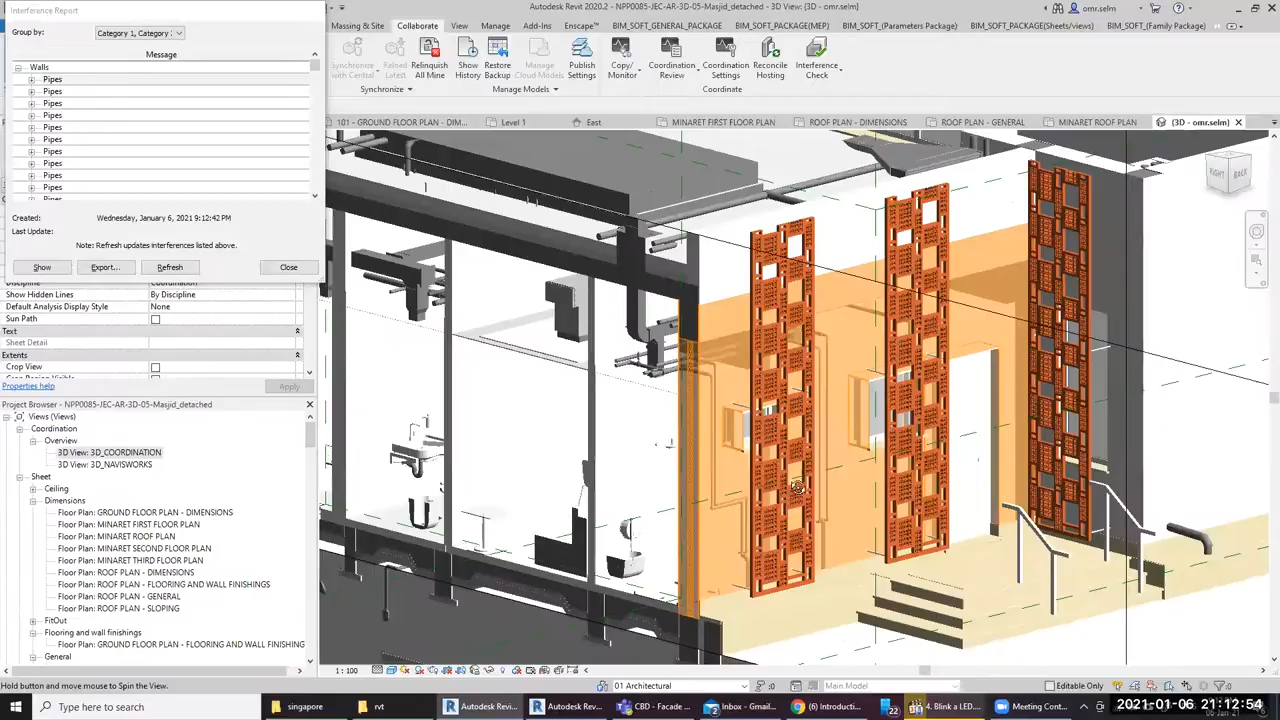 Interference Report
Autodesk Revit 2020.2 - NPP0085-JEC-AR-3D-05-Masjid_detached - 3D View: 3D - omr.selm
omr.selm
Massing & Site Collaborate View Manage Add-Ins Enscape™ BIM_SOFT_GENERAL_PACKAGE BIM_SOFT_PACKAGE(MEP) BIM_SOFT_(Parameters Package) BIM_SOFT_PACKAGE(Sheets/views) BIM_SOFT_(Family Package)
Group by: Category 1, Category
Message
Walls
Pipes
Pipes
Pipes
Pipes
Pipes
Pipes
Pipes
Pipes
Pipes
Pipes
Created: Wednesday, January 6, 2021 9:12:42 PM
Last Update:
Note: Refresh updates interferences listed above.
Show Export... Refresh Close
Synchronize with Central
Reload Latest
Relinquish All Mine
Show History
Restore Backup
Manage Cloud Models
Publish Settings
Copy/ Monitor
Coordination Review
Coordination Settings
Reconcile Hosting
Interference Check
Synchronize Manage Models Coordinate
101 - GROUND FLOOR PLAN - DIM... Level 1 East MINARET FIRST FLOOR PLAN ROOF PLAN - DIMENSIONS ROOF PLAN - GENERAL MINARET ROOF PLAN (3D - omr.selm)
RIGHT BACK
Discipline Coordination
Show Hidden Lines By Discipline
Default Analysis Display Style None
Sun Path
Text
Sheet Detail
Extents
Crop View
Crop Region Visible
Properties help Apply
Project Browser - NPP0085-JEC-AR-3D-05-Masjid_detached
Views (Views)
Coordination
Overview
3D View: 3D_COORDINATION
3D View: 3D_NAVISWORKS
Sheet
Ceiling
Dimensions
Floor Plan: GROUND FLOOR PLAN - DIMENSIONS
Floor Plan: MINARET FIRST FLOOR PLAN
Floor Plan: MINARET ROOF PLAN
Floor Plan: MINARET SECOND FLOOR PLAN
Floor Plan: MINARET THIRD FLOOR PLAN
Floor Plan: ROOF PLAN - DIMENSIONS
Floor Plan: ROOF PLAN - FLOORING AND WALL FINISHINGS
Floor Plan: ROOF PLAN - GENERAL
Floor Plan: ROOF PLAN - SLOPING
FitOut
Flooring and wall finishings
Floor Plan: GROUND FLOOR PLAN - FLOORING AND WALL FINISHING
General
1 : 100
Hold button and move mouse to Spin the View. 01 Architectural :0 Main Model Editable Only :0
Type here to search singapore rvt Autodesk Revi... Autodesk Rev... CBD - Facade ... Inbox - Gmail... (6) Introducti... 22 4. Blink a LED... Meeting Cont...
2021-01-06 21:12:54